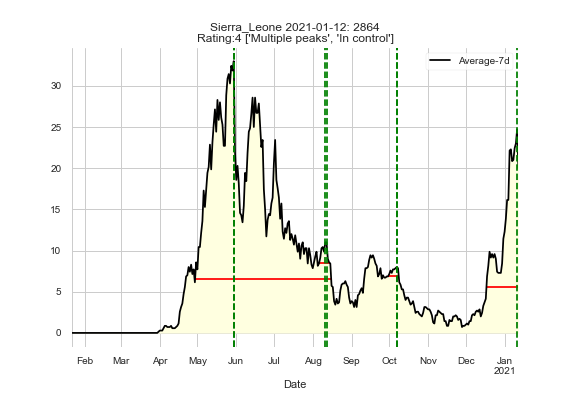 Sierra_Leone 2021-01-12: 2864
Rating:4 ['Multiple peaks', 'In control']
Average-7d
30
25
20
15
10
5
0
Feb Mar Apr May Jun Jul Aug Sep Oct Nov Dec Jan
2021
Date